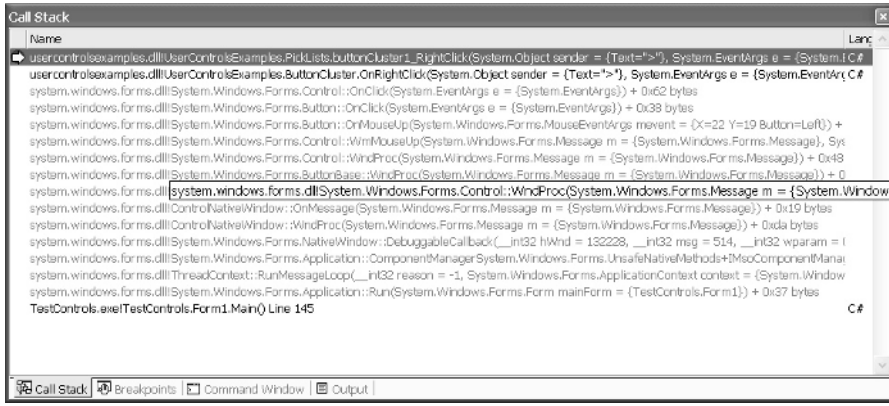 Call Stack
Name Lang
usercontrolsexamples.dll!UserControlsExamples.PickLists.buttonCluster1_RightClick(System.Object sender = {Text=">"}, System.EventArgs e = {System.E C#
usercontrolsexamples.dll!UserControlsExamples.ButtonCluster.OnRightClick(System.Object sender = {Text=">"}, System.EventArgs e = {System.EventArg C#
system.windows.forms.dll!System.Windows.Forms.Control::OnClick(System.EventArgs e = {System.EventArgs}) + 0x62 bytes
system.windows.forms.dll!System.Windows.Forms.Button::OnClick(System.EventArgs e = {System.EventArgs}) + 0x38 bytes
system.windows.forms.dll!System.Windows.Forms.Button::OnMouseUp(System.Windows.Forms.MouseEventArgs mevent = {X=22 Y=19 Button=Left}) +
system.windows.forms.dll!System.Windows.Forms.Control::WmMouseUp(System.Windows.Forms.Message m = {System.Windows.Forms.Message}, Sys
system.windows.forms.dll!System.Windows.Forms.Control::WndProc(System.Windows.Forms.Message m = {System.Windows.Forms.Message}) + 0x48
system.windows.forms.dll!System.Windows.Forms.ButtonBase::WndProc(System.Windows.Forms.Message m = {System.Windows.Forms.Message}) + 0
system.windows.forms.dll system.windows.forms.dll!System.Windows.Forms.Control::WndProc(System.Windows.Forms.Message m = {System.Window
system.windows.forms.dll!ControlNativeWindow::OnMessage(System.Windows.Forms.Message m = {System.Windows.Forms.Message}) + 0x19 bytes
system.windows.forms.dll!ControlNativeWindow::WndProc(System.Windows.Forms.Message m = {System.Windows.Forms.Message}) + 0xda bytes
system.windows.forms.dll!System.Windows.Forms.NativeWindow::DebuggableCallback(__int32 hWnd = 132228, __int32 msg = 514, __int32 wparam = (
system.windows.forms.dll!System.Windows.Forms.Application::ComponentManagerSystem.Windows.Forms.UnsafeNativeMethods+IMsoComponentManag
system.windows.forms.dll!ThreadContext::RunMessageLoop(__int32 reason = -1, System.Windows.Forms.ApplicationContext context = {System.Window
system.windows.forms.dll!System.Windows.Forms.Application::Run(System.Windows.Forms.Form mainForm = {TestControls.Form1}) + 0x37 bytes
TestControls.exe!TestControls.Form1.Main() Line 145 C#
Call Stack Breakpoints Command Window Output